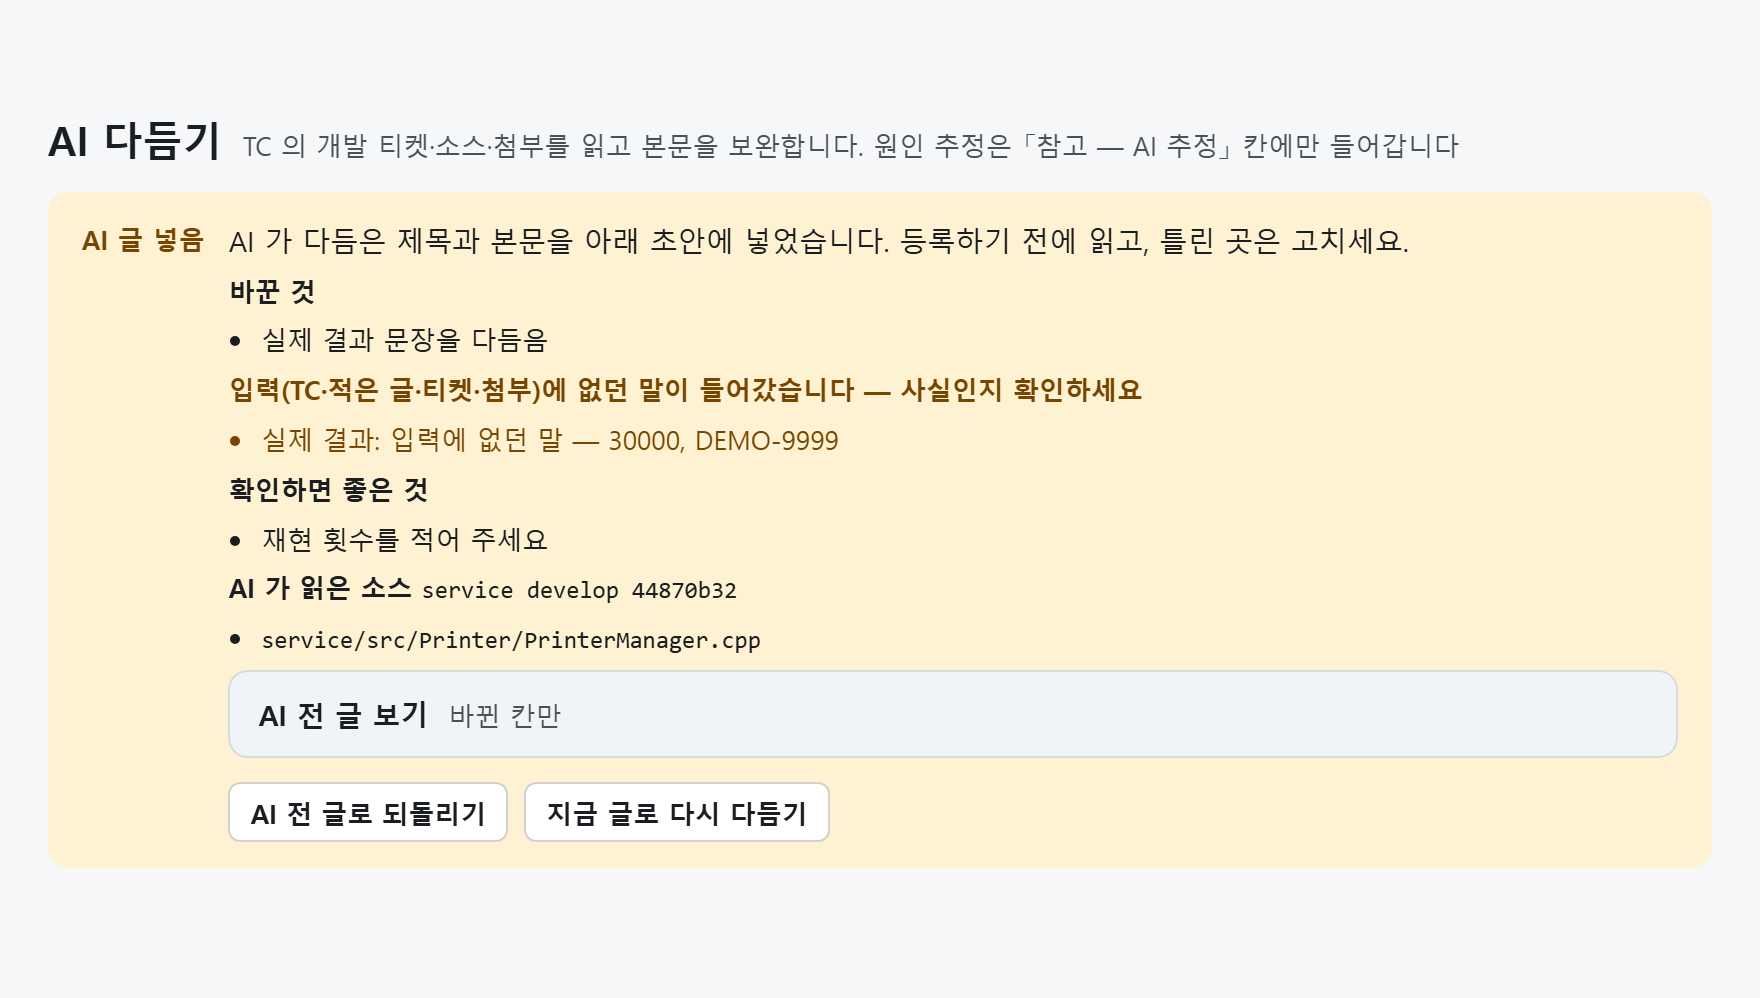 AI 다듬기 TC 의 개발 티켓·소스·첨부를 읽고 본문을 보완합니다. 원인 추정은 「참고 — AI 추정」 칸에만 들어갑니다
AI 글 넣음 AI 가 다듬은 제목과 본문을 아래 초안에 넣었습니다. 등록하기 전에 읽고, 틀린 곳은 고치세요.
바꾼 것
• 실제 결과 문장을 다듬음
입력(TC·적은 글·티켓·첨부)에 없던 말이 들어갔습니다 — 사실인지 확인하세요
• 실제 결과: 입력에 없던 말 — 30000, DEMO-9999
확인하면 좋은 것
• 재현 횟수를 적어 주세요
AI 가 읽은 소스 service develop 44870b32
• service/src/Printer/PrinterManager.cpp
AI 전 글 보기 바뀐 칸만
AI 전 글로 되돌리기 지금 글로 다시 다듬기